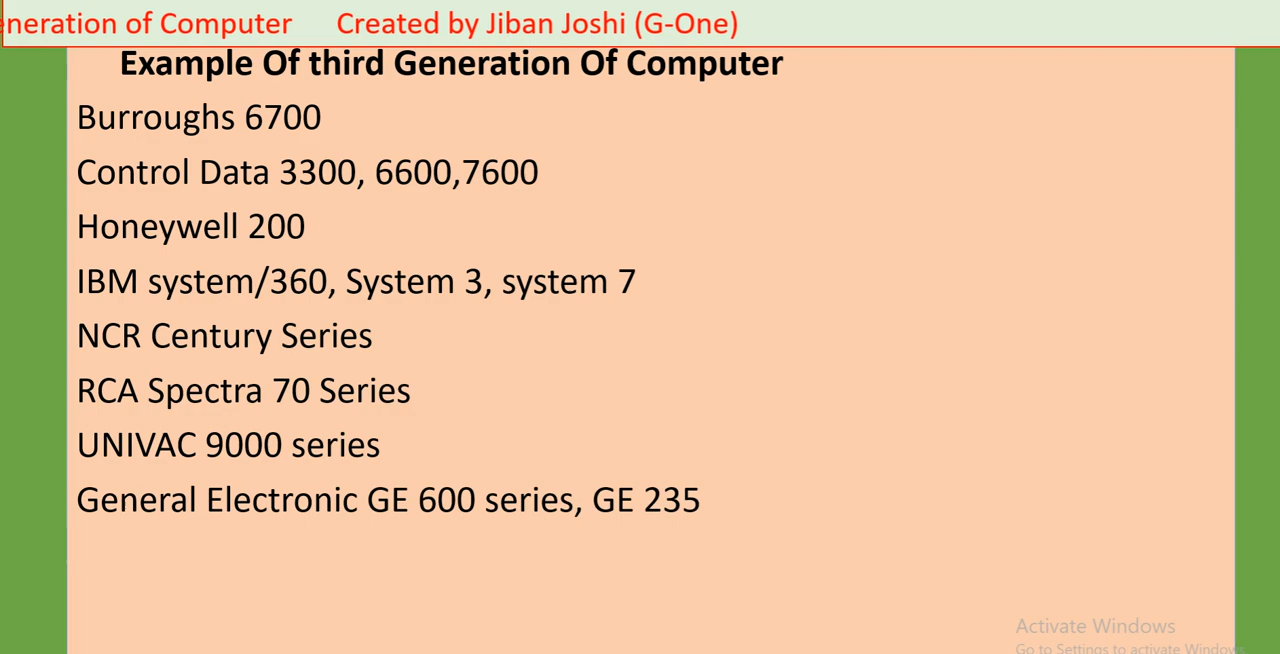 neration of Computer Created by Jiban Joshi (G-One)
Example Of third Generation Of Computer
Burroughs 6700
Control Data 3300, 6600,7600
Honeywell 200
IBM system/360, System 3, system 7
NCR Century Series
RCA Spectra 70 Series
UNIVAC 9000 series
General Electronic GE 600 series, GE 235
Activate Windows
Go to Settings to activate Windows